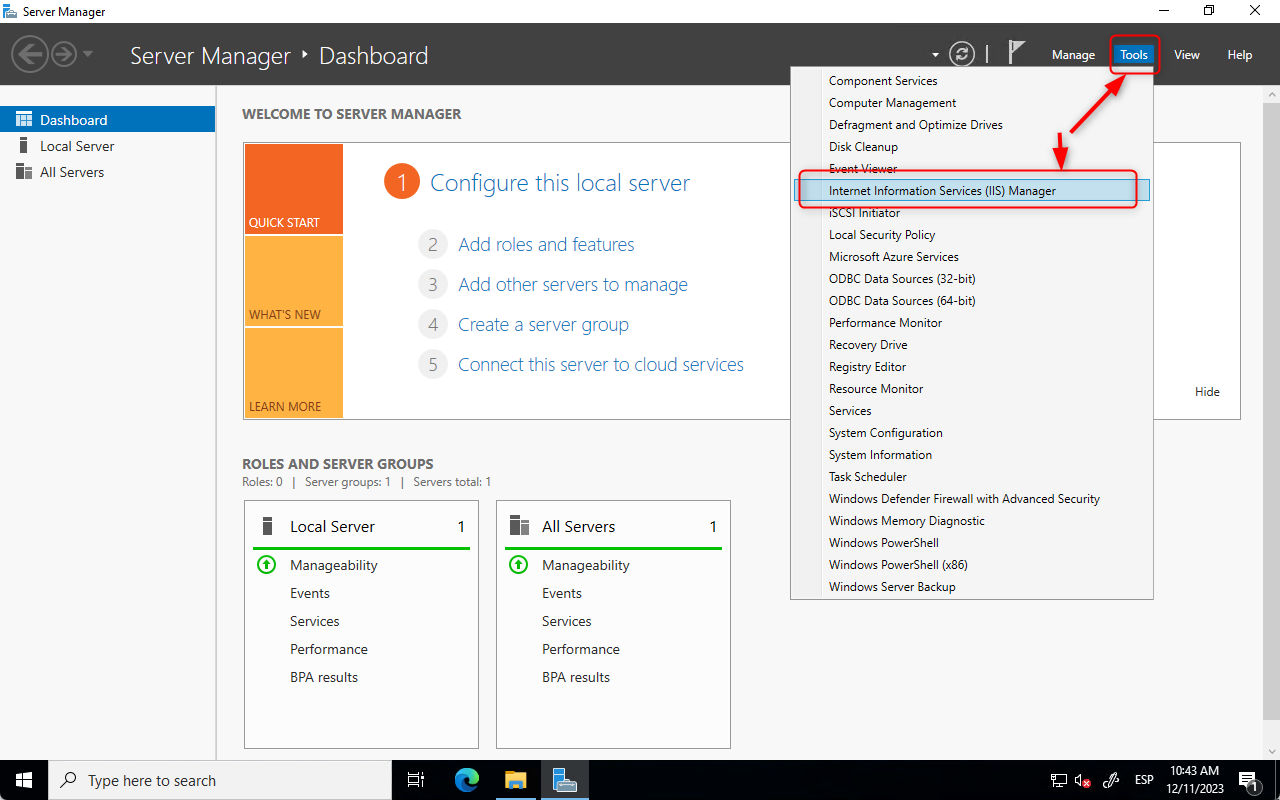 Server Manager
Server Manager • Dashboard
Manage
Tools
View
Help
Dashboard
Local Server
All Servers
WELCOME TO SERVER MANAGER
QUICK START
WHAT'S NEW
LEARN MORE
1 Configure this local server
2 Add roles and features
3 Add other servers to manage
4 Create a server group
5 Connect this server to cloud services
Hide
Component Services
Computer Management
Defragment and Optimize Drives
Disk Cleanup
Event Viewer
Internet Information Services (IIS) Manager
iSCSI Initiator
Local Security Policy
Microsoft Azure Services
ODBC Data Sources (32-bit)
ODBC Data Sources (64-bit)
Performance Monitor
Recovery Drive
Registry Editor
Resource Monitor
Services
System Configuration
System Information
Task Scheduler
Windows Defender Firewall with Advanced Security
Windows Memory Diagnostic
Windows PowerShell
Windows PowerShell (x86)
Windows Server Backup
ROLES AND SERVER GROUPS
Roles: 0 | Server groups: 1 | Servers total: 1
Local Server 1
Manageability
Events
Services
Performance
BPA results
All Servers 1
Manageability
Events
Services
Performance
BPA results
Type here to search
ESP
10:43 AM
12/11/2023
1